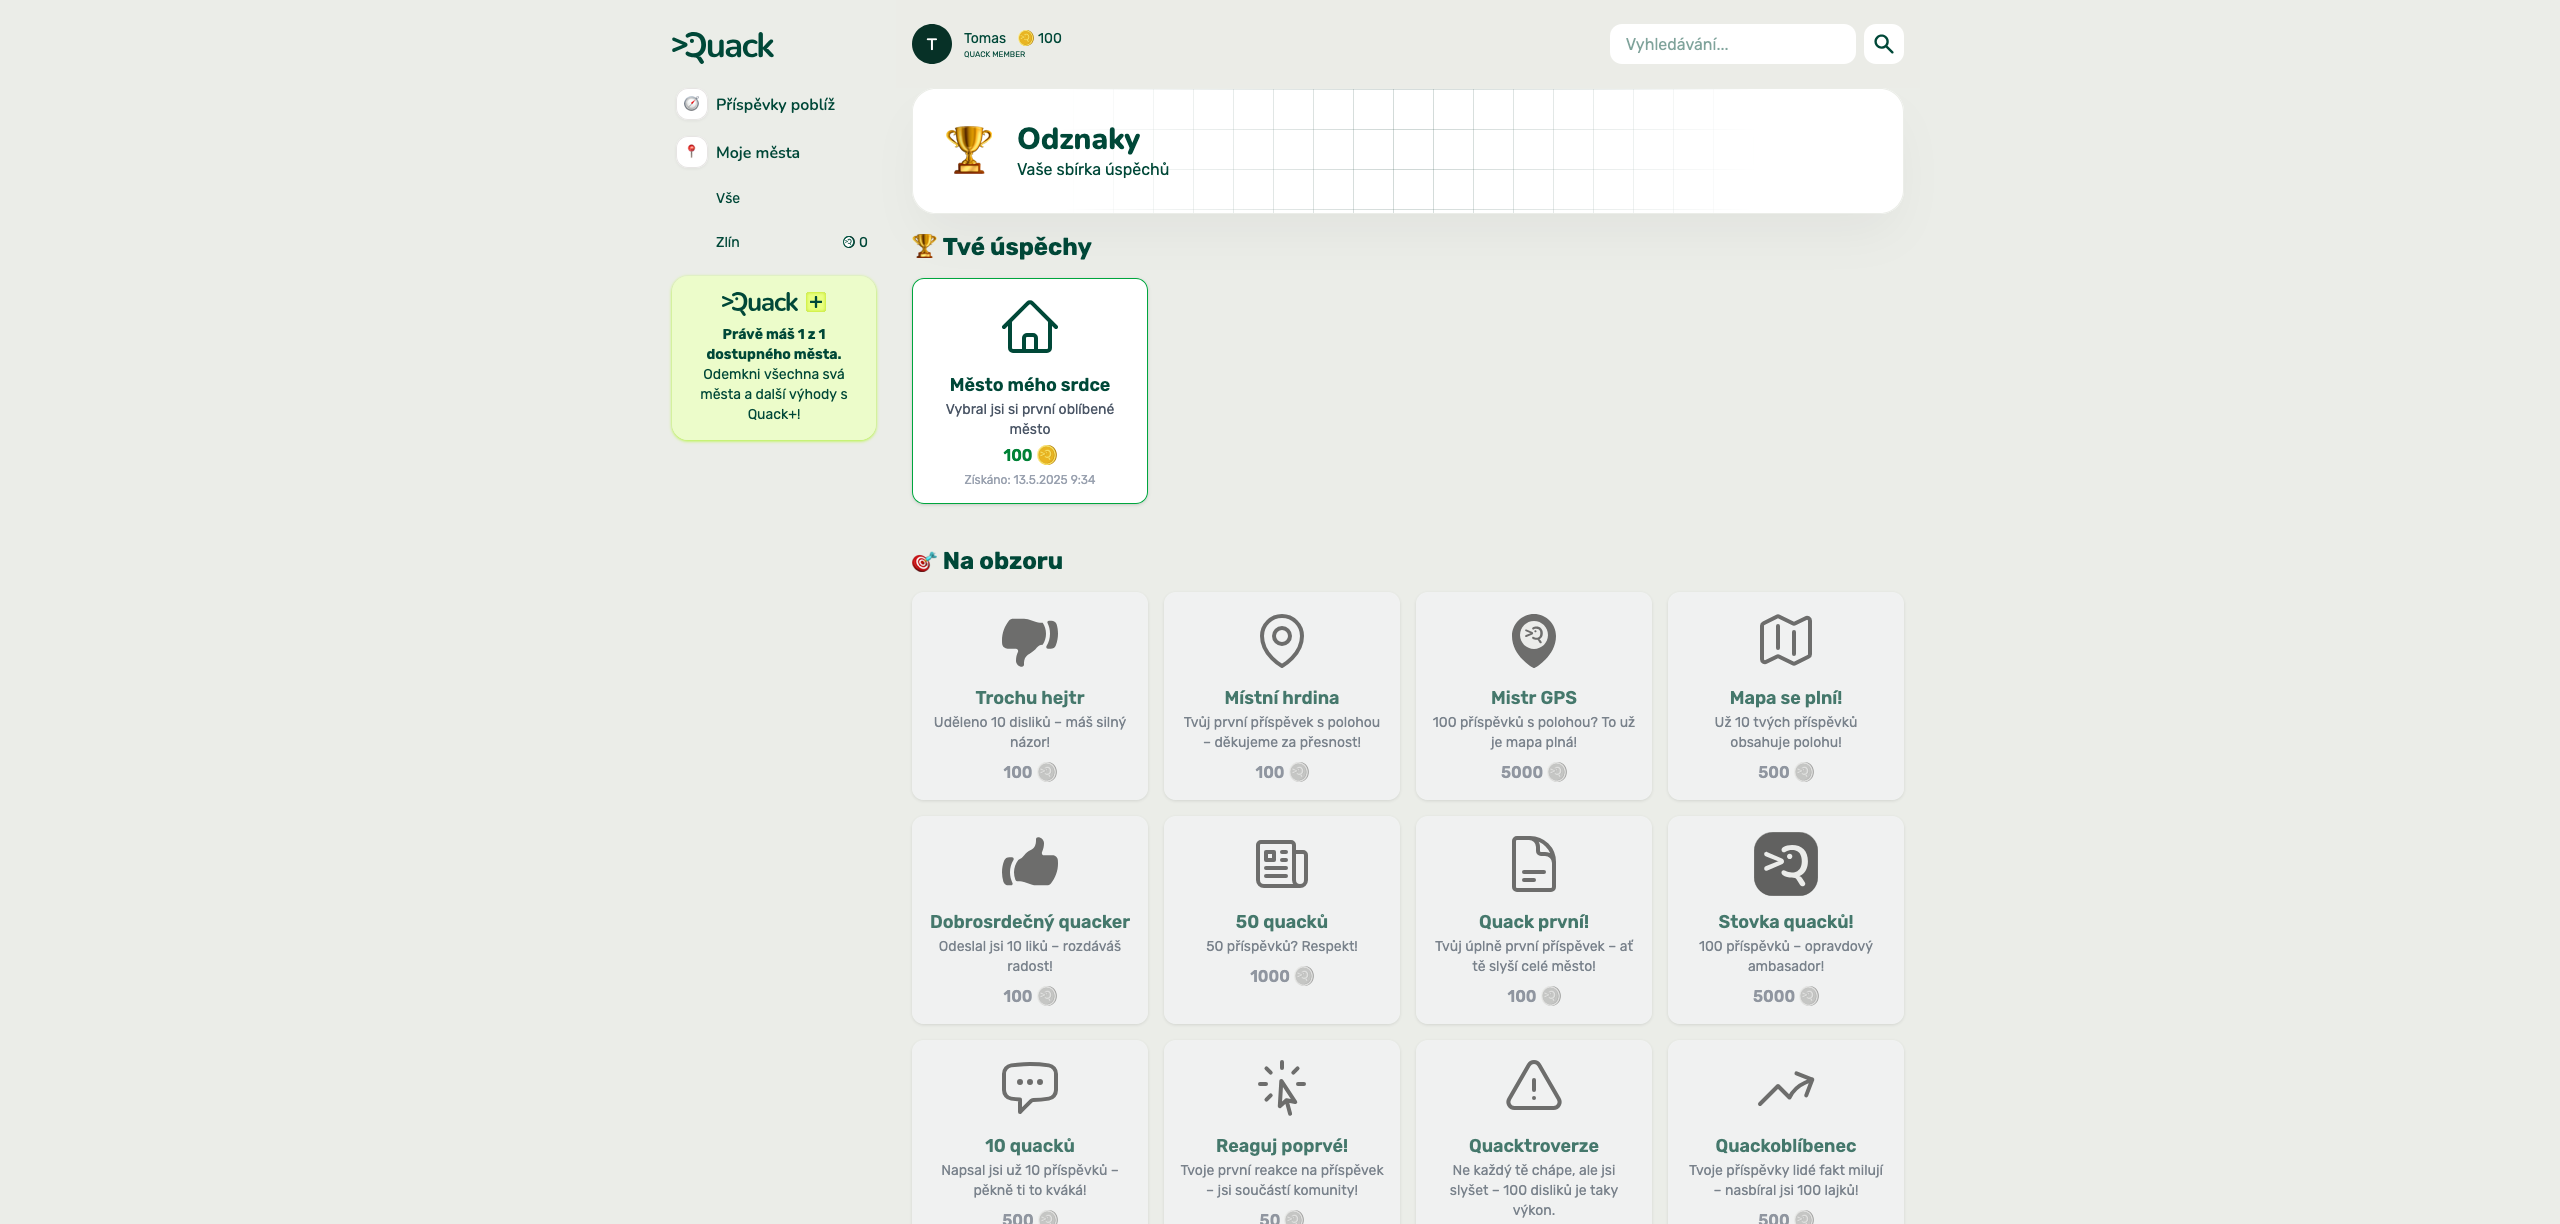 >Quack
Příspěvky poblíž
Moje města
Vše
Zlín 0
>Quack +
Právě máš 1 z 1
dostupného města.
Odemkni všechna svá
města a další výhody s
Quack+!
T
Tomas 100
QUACK MEMBER
Vyhledávání...
Odznaky
Vaše sbírka úspěchů
Tvé úspěchy
Město mého srdce
Vybral jsi si první oblíbené
město
100
Získáno: 13.5.2025 9:34
Na obzoru
Trochu hejtr
Uděleno 10 disliků – máš silný
názor!
100
Místní hrdina
Tvůj první příspěvek s polohou
– děkujeme za přesnost!
100
Mistr GPS
100 příspěvků s polohou? To už
je mapa plná!
5000
Mapa se plní!
Už 10 tvých příspěvků
obsahuje polohu!
500
Dobrosrdečný quacker
Odeslal jsi 10 liků – rozdáváš
radost!
100
50 quacků
50 příspěvků? Respekt!
1000
Quack první!
Tvůj úplně první příspěvek – ať
tě slyší celé město!
100
Stovka quacků!
100 příspěvků – opravdový
ambasador!
5000
10 quacků
Napsal jsi už 10 příspěvků –
pěkně ti to kváká!
500
Reaguj poprvé!
Tvoje první reakce na příspěvek
– jsi součástí komunity!
50
Quacktroverze
Ne každý tě chápe, ale jsi
slyšet – 100 disliků je taky
výkon.
Quackoblíbenec
Tvoje příspěvky lidé fakt milují
– nasbíral jsi 100 lajků!
500